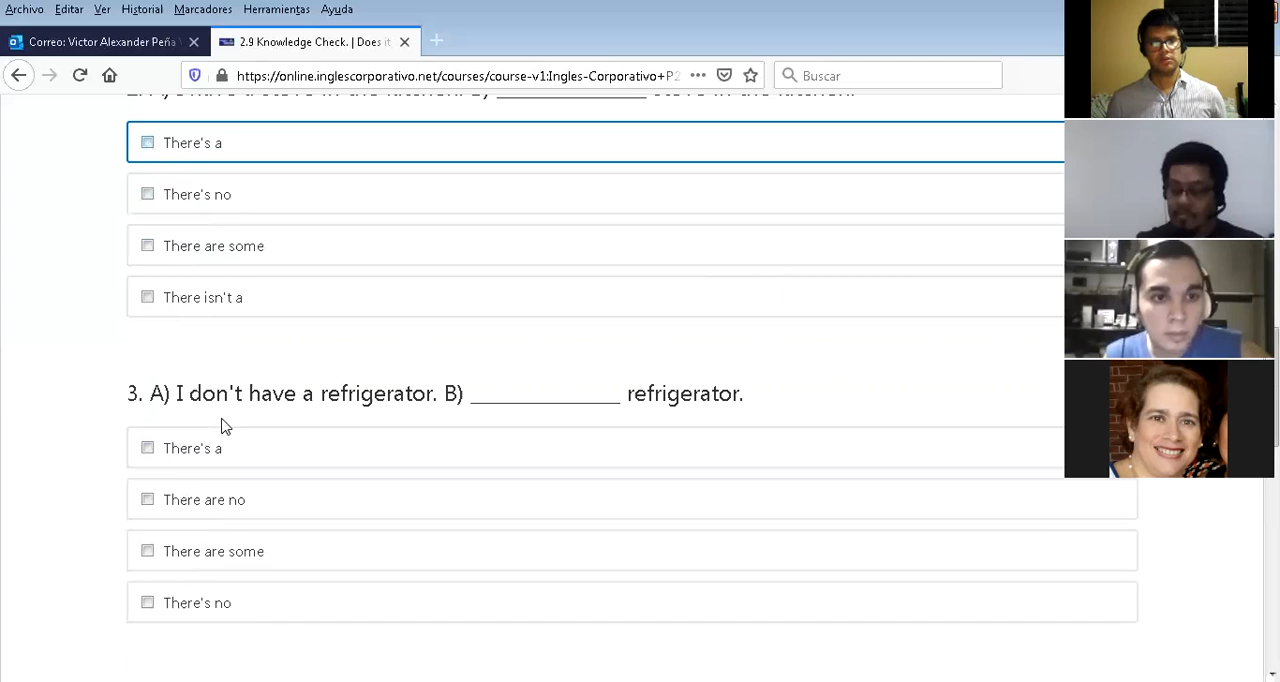 Archivo Editar Ver Historial Marcadores Herramientas Ayuda
Correo: Victor Alexander Peña
2.9 Knowledge Check. | Does it
https://online.inglescorporativo.net/courses/course-v1:Ingles-Corporativo+P2
Buscar
There's a
There's no
There are some
There isn't a
3. A) I don't have a refrigerator. B) _____________ refrigerator.
There's a
There are no
There are some
There's no